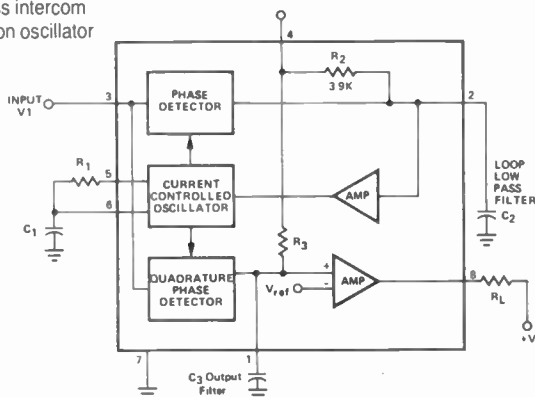 ss intercom
on oscillator
4
R2
3 9K
INPUT
V1
3
PHASE
DETECTOR
2
R1
5
6
C1
CURRENT
CONTROLLED
OSCILLATOR
AMP
LOOP
LOW
PASS
FILTER
C2
R3
QUADRATURE
PHASE
DETECTOR
+
Vref
-
AMP
8
RL
+V
7
1
C3 Output
Filter